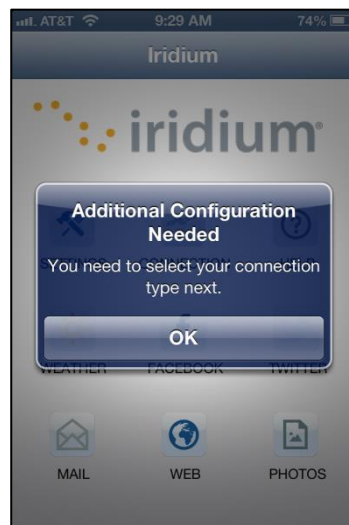 AT&T 9:29 AM 74%
Iridium
iridium®
Additional Configuration
Needed
You need to select your connection
type next.
OK
WEATHER FACEBOOK TWITTER
MAIL WEB PHOTOS